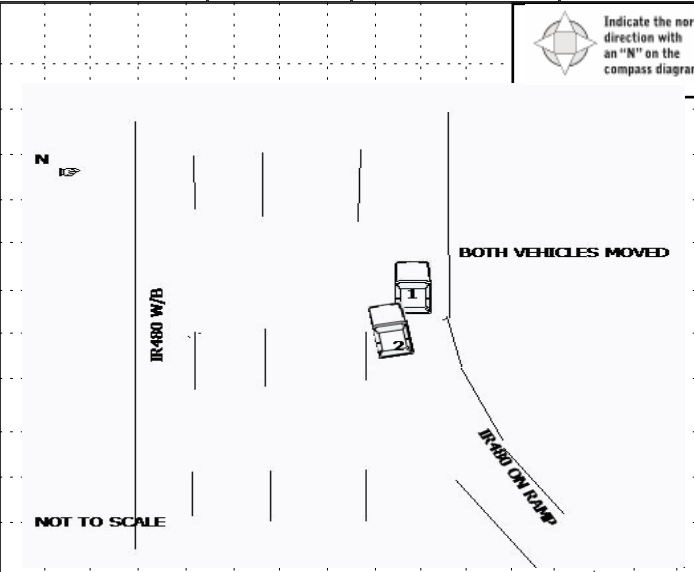 Indicate the nor
direction with
an "N" on the
compass diagran
N
BOTH VEHICLES MOVED
1
IR480 W/B
2
IR480 ON RAMP
NOT TO SCALE